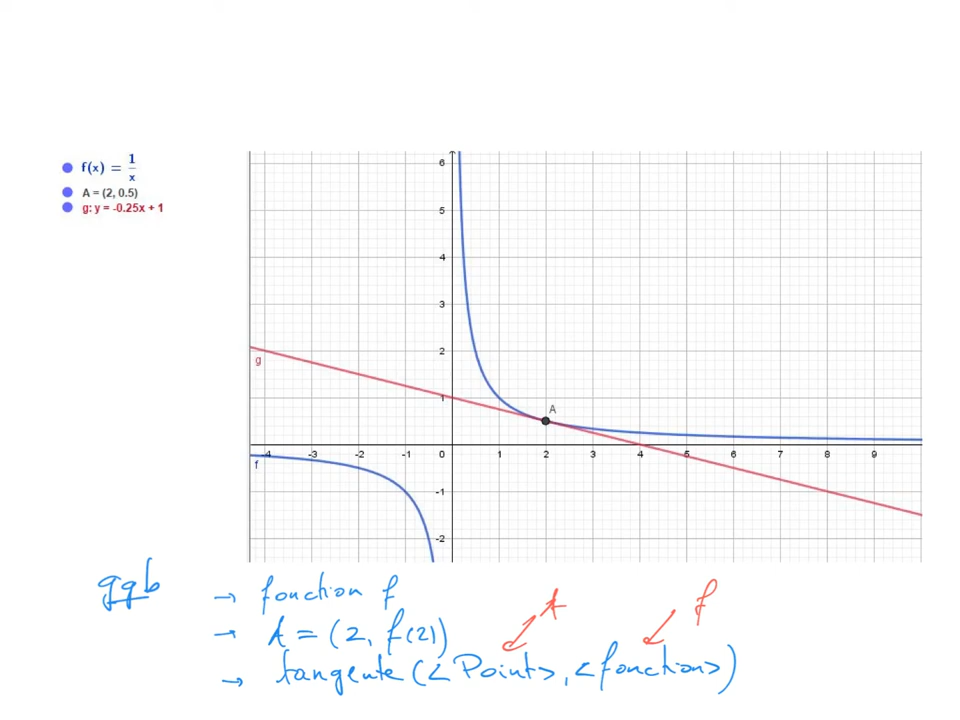 f(x) = 1/x
A = (2, 0.5)
g: y = -0.25x + 1
6
5
4
3
2
1
-1
-2
-4 -3 -2 -1 0 1 2 3 4 5 6 7 8 9
g
A
f
ggb
→ fonction f
→ A = (2, f(2))
A f
→ tangente (<Point>, <fonction>)